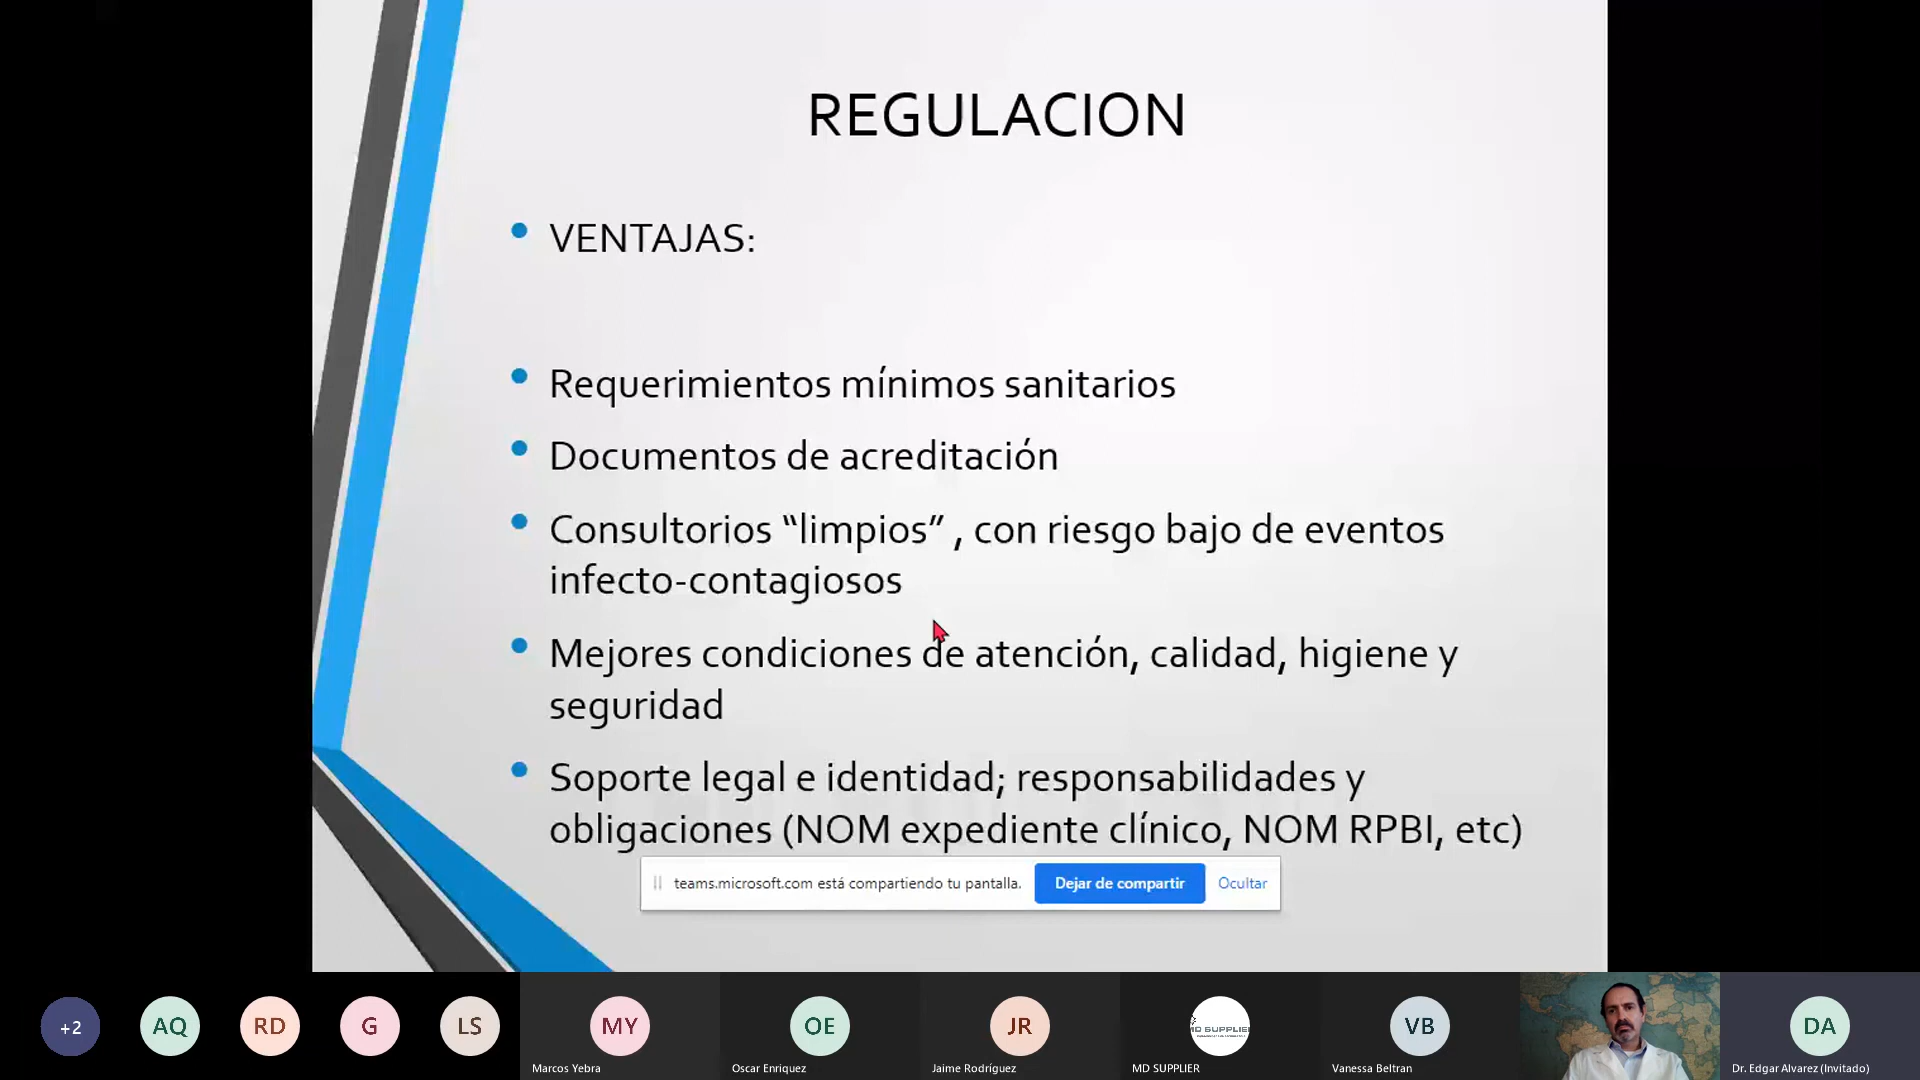 REGULACION
• VENTAJAS:
• Requerimientos mínimos sanitarios
• Documentos de acreditación
• Consultorios “limpios” , con riesgo bajo de eventos
infecto-contagiosos
• Mejores condiciones de atención, calidad, higiene y
seguridad
• Soporte legal e identidad; responsabilidades y
obligaciones (NOM expediente clínico, NOM RPBI, etc)
teams.microsoft.com está compartiendo tu pantalla. Dejar de compartir Ocultar
+2 AQ RD G LS MY OE JR MD SUPPLIER VB DA
Marcos Yebra Oscar Enriquez Jaime Rodríguez MD SUPPLIER Vanessa Beltran Dr. Edgar Alvarez (Invitado)